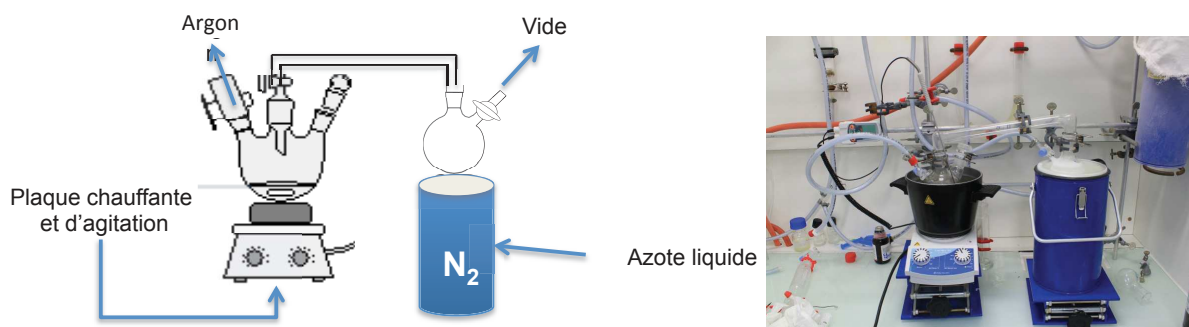 Argon
Vide
Plaque chauffante
et d'agitation
N₂
Azote liquide